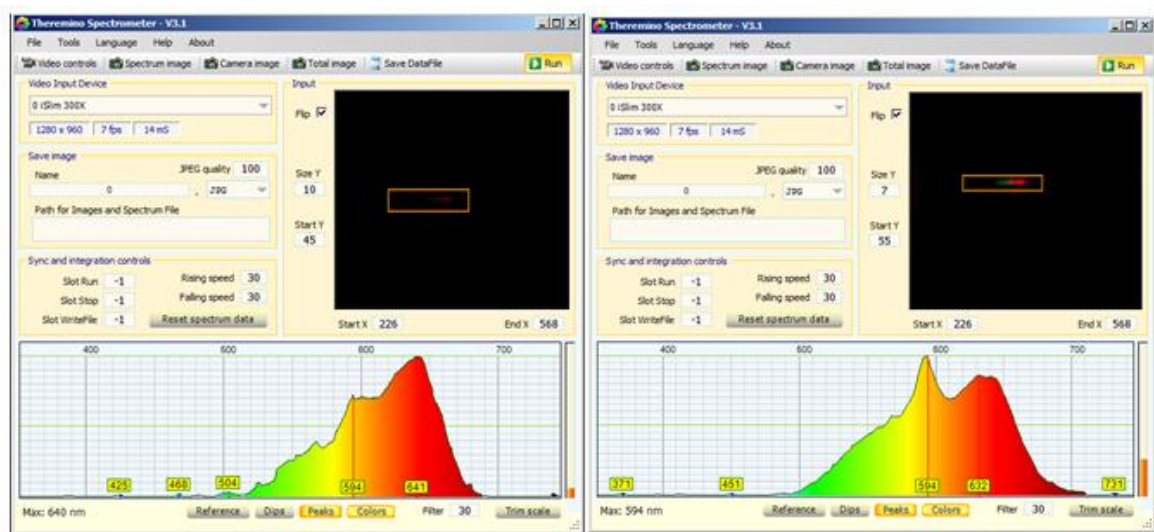 Theremino Spectrometer - V3.1
File Tools Language Help About
Video controls Spectrum image Camera image Total image Save DataFile Run
Video Input Device
0 iSlim 300X
1280 x 960 7 fps 14 mS
Save image
Name JPEG quality 100
0 . JPG
Path for Images and Spectrum File
Sync and integration controls
Slot Run -1 Rising speed 30
Slot Stop -1 Falling speed 30
Slot WriteFile -1 Reset spectrum data
Input
Flip
Size Y
10
Start Y
45
Start X 226 End X 568
400 500 600 700
425 468 504 594 641
Max: 640 nm Reference Dips Peaks Colors Filter 30 Trim scale
Theremino Spectrometer - V3.1
File Tools Language Help About
Video controls Spectrum image Camera image Total image Save DataFile Run
Video Input Device
0 iSlim 300X
1280 x 960 7 fps 14 mS
Save image
Name JPEG quality 100
0 . JPG
Path for Images and Spectrum File
Sync and integration controls
Slot Run -1 Rising speed 30
Slot Stop -1 Falling speed 30
Slot WriteFile -1 Reset spectrum data
Input
Flip
Size Y
7
Start Y
55
Start X 226 End X 568
400 500 600 700
371 451 594 632 731
Max: 594 nm Reference Dips Peaks Colors Filter 30 Trim scale